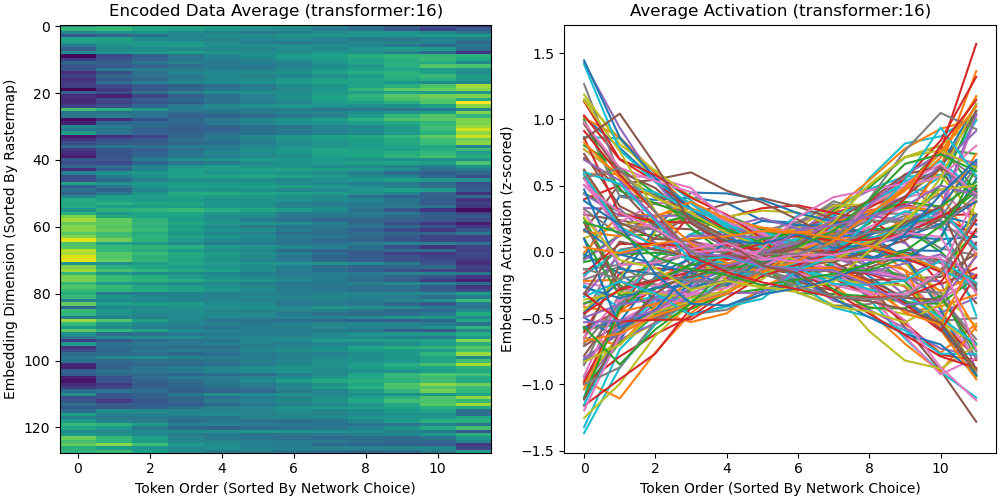 Encoded Data Average (transformer:16)
Embedding Dimension (Sorted By Rastermap)
0
20
40
60
80
100
120
0 2 4 6 8 10
Token Order (Sorted By Network Choice)
Average Activation (transformer:16)
Embedding Activation (z-scored)
1.5
1.0
0.5
0.0
−0.5
−1.0
−1.5
0 2 4 6 8 10
Token Order (Sorted By Network Choice)